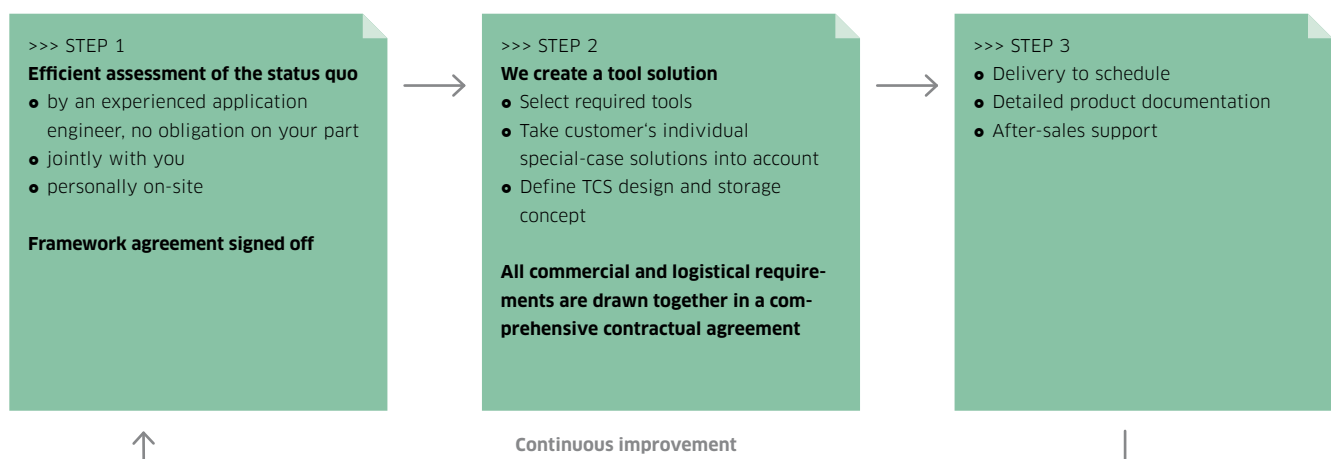 >>> STEP 1
Efficient assessment of the status quo
by an experienced application
engineer, no obligation on your part
jointly with you
personally on-site
Framework agreement signed off
>>> STEP 2
We create a tool solution
Select required tools
Take customer‘s individual
special-case solutions into account
Define TCS design and storage
concept
All commercial and logistical require-
ments are drawn together in a com-
prehensive contractual agreement
>>> STEP 3
Delivery to schedule
Detailed product documentation
After-sales support
Continuous improvement